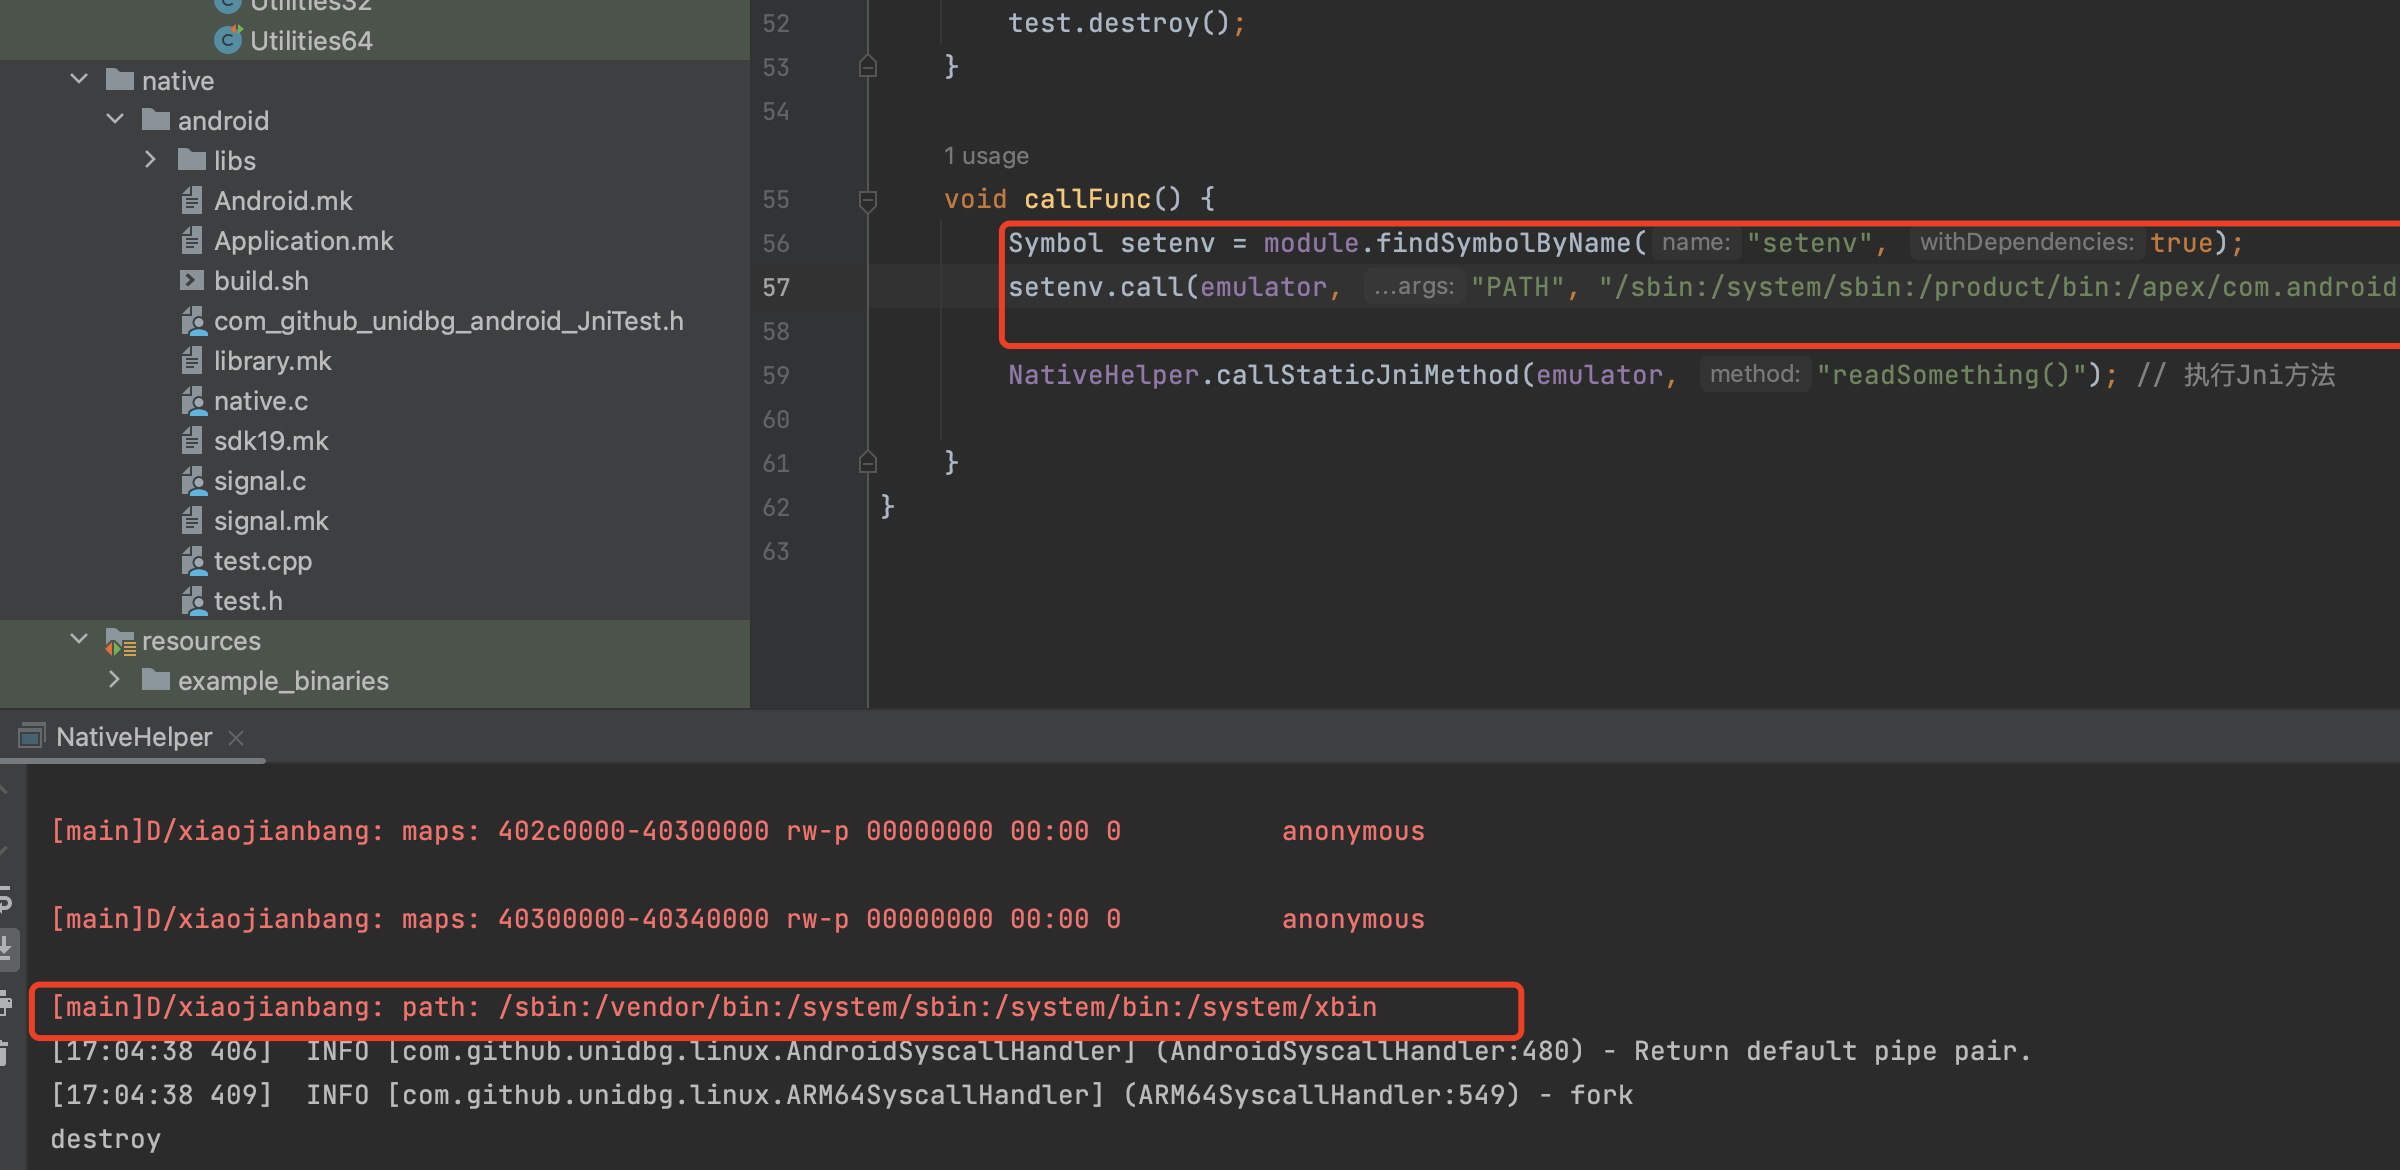 Utilities32
Utilities64
native
android
libs
Android.mk
Application.mk
build.sh
com_github_unidbg_android_JniTest.h
library.mk
native.c
sdk19.mk
signal.c
signal.mk
test.cpp
test.h
resources
example_binaries
52 test.destroy();
53 }
54
1 usage
55 void callFunc() {
56 Symbol setenv = module.findSymbolByName( name: "setenv", withDependencies: true);
57 setenv.call(emulator, ...args: "PATH", "/sbin:/system/sbin:/product/bin:/apex/com.android
58
59 NativeHelper.callStaticJniMethod(emulator, method: "readSomething()"); // 执行Jni方法
60
61 }
62 }
63
NativeHelper
[main]D/xiaojianbang: maps: 402c0000-40300000 rw-p 00000000 00:00 0 anonymous
[main]D/xiaojianbang: maps: 40300000-40340000 rw-p 00000000 00:00 0 anonymous
[main]D/xiaojianbang: path: /sbin:/vendor/bin:/system/sbin:/system/bin:/system/xbin
[17:04:38 406] INFO [com.github.unidbg.linux.AndroidSyscallHandler] (AndroidSyscallHandler:480) - Return default pipe pair.
[17:04:38 409] INFO [com.github.unidbg.linux.ARM64SyscallHandler] (ARM64SyscallHandler:549) - fork
destroy